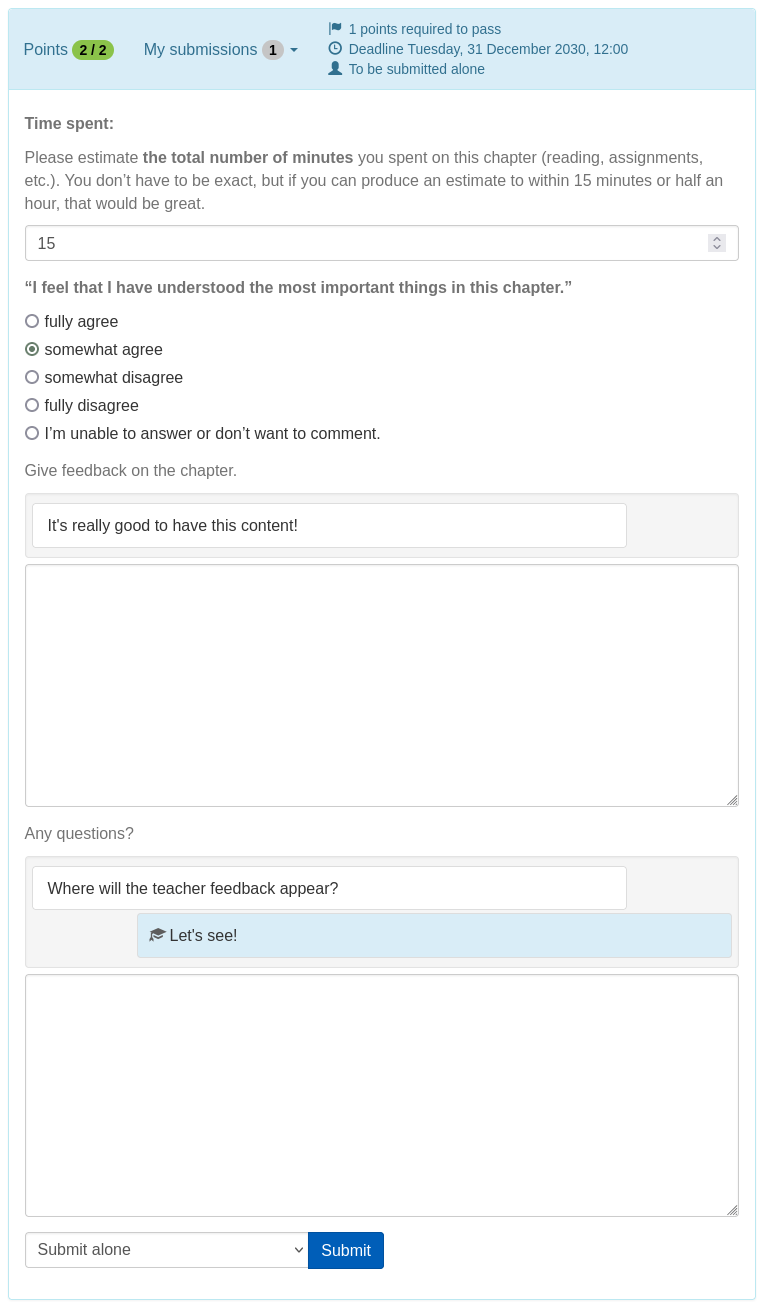 Points 2 / 2
My submissions 1
1 points required to pass
Deadline Tuesday, 31 December 2030, 12:00
To be submitted alone
Time spent:
Please estimate the total number of minutes you spent on this chapter (reading, assignments,
etc.). You don’t have to be exact, but if you can produce an estimate to within 15 minutes or half an
hour, that would be great.
15
“I feel that I have understood the most important things in this chapter.”
fully agree
somewhat agree
somewhat disagree
fully disagree
I’m unable to answer or don’t want to comment.
Give feedback on the chapter.
It's really good to have this content!
Any questions?
Where will the teacher feedback appear?
Let's see!
Submit alone
Submit